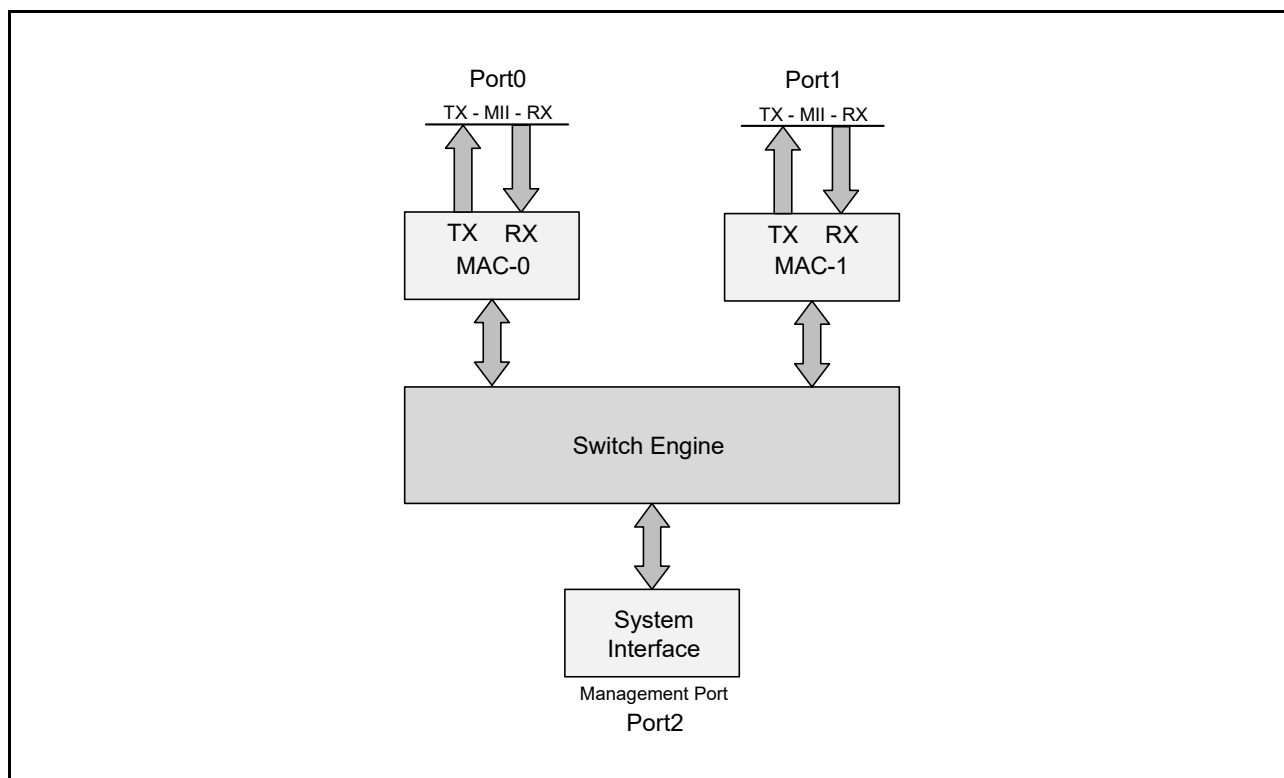 Port0
TX - MII - RX
TX RX
MAC-0
Port1
TX - MII - RX
TX RX
MAC-1
Switch Engine
System
Interface
Management Port
Port2